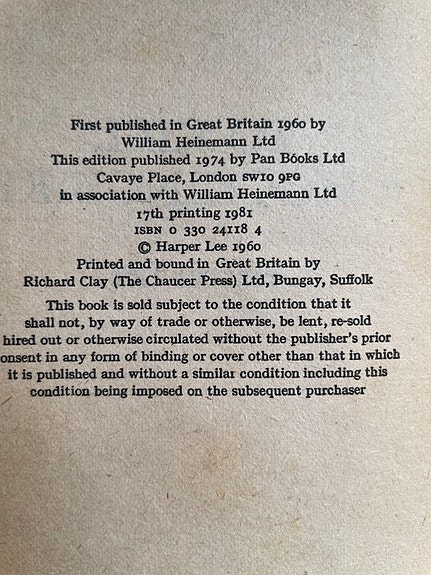 First published in Great Britain 1960 by
William Heinemann Ltd
This edition published 1974 by Pan Books Ltd
Cavaye Place, London SW10 9PG
in association with William Heinemann Ltd
17th printing 1981
ISBN 0 330 24118 4
© Harper Lee 1960
Printed and bound in Great Britain by
Richard Clay (The Chaucer Press) Ltd, Bungay, Suffolk
This book is sold subject to the condition that it
shall not, by way of trade or otherwise, be lent, re-sold
hired out or otherwise circulated without the publisher's prior
onsent in any form of binding or cover other than that in which
it is published and without a similar condition including this
condition being imposed on the subsequent purchaser